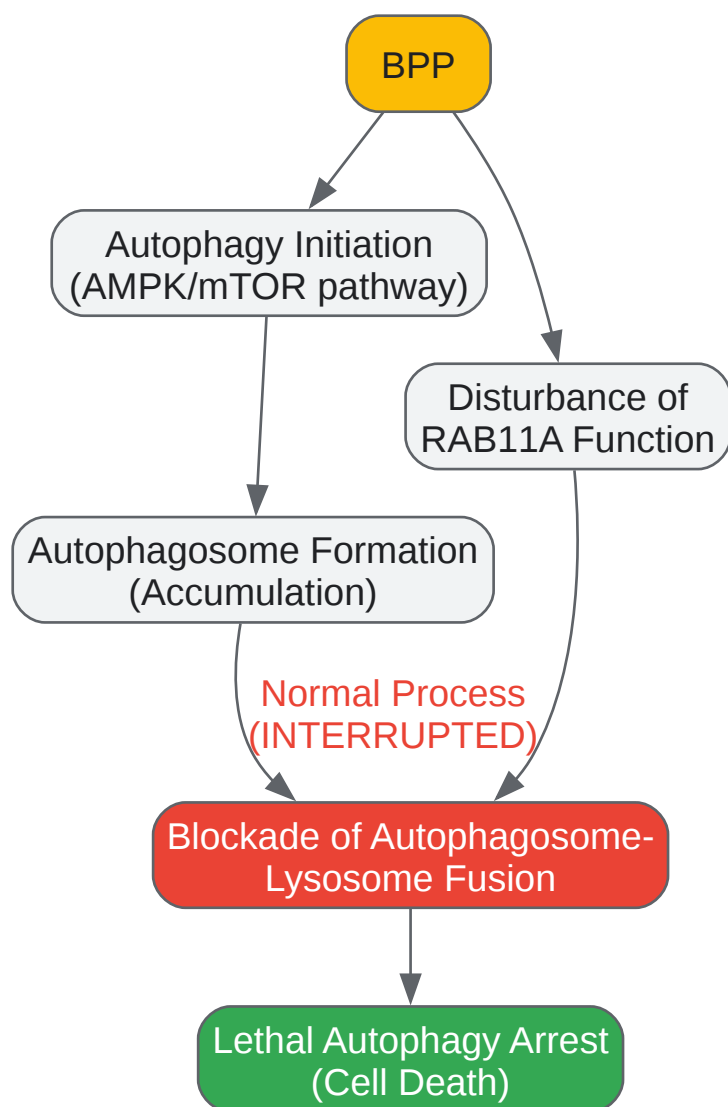 BPP
Autophagy Initiation
(AMPK/mTOR pathway)
Disturbance of
RAB11A Function
Autophagosome Formation
(Accumulation)
Normal Process
(INTERRUPTED)
Blockade of Autophagosome-
Lysosome Fusion
Lethal Autophagy Arrest
(Cell Death)